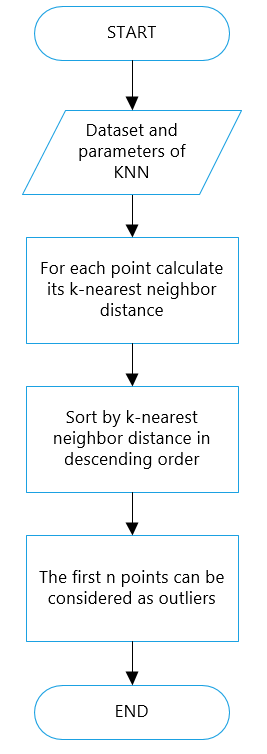 START
Dataset and
parameters of
KNN
For each point calculate
its k-nearest neighbor
distance
Sort by k-nearest
neighbor distance in
descending order
The first n points can be
considered as outliers
END